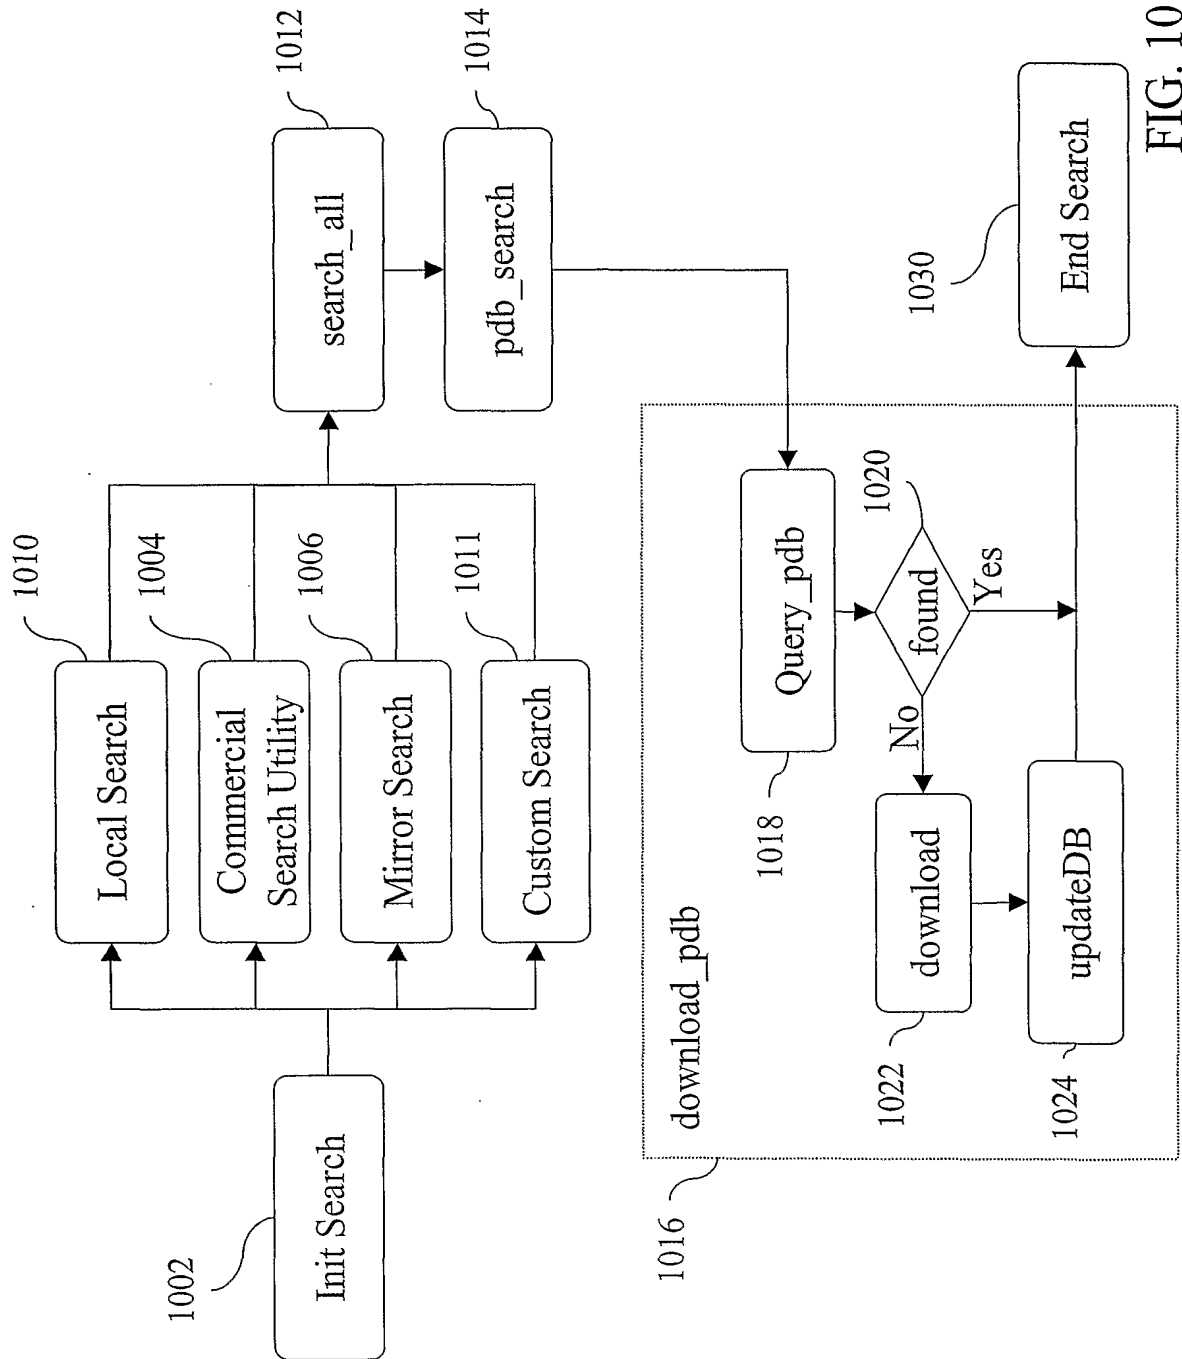 1002
Init Search
1010
Local Search
1004
Commercial
Search Utility
1006
Mirror Search
1011
Custom Search
1012
search_all
1014
pdb_search
1016
download_pdb
1018
Query_pdb
1020
found
No
Yes
1022
download
1024
updateDB
1030
End Search
FIG. 10